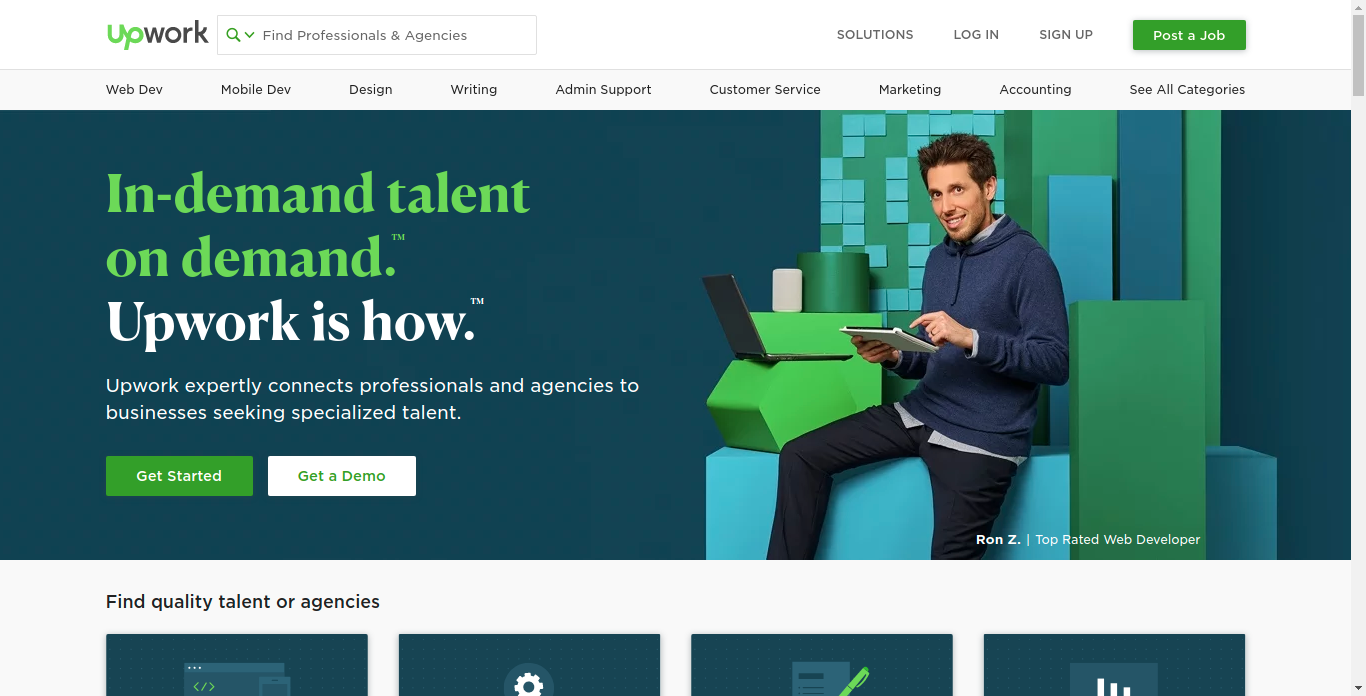 Upwork
Find Professionals & Agencies
SOLUTIONS
LOG IN
SIGN UP
Post a Job
Web Dev
Mobile Dev
Design
Writing
Admin Support
Customer Service
Marketing
Accounting
See All Categories
In-demand talent
on demand.™
Upwork is how.™
Upwork expertly connects professionals and agencies to
businesses seeking specialized talent.
Get Started
Get a Demo
Ron Z. | Top Rated Web Developer
Find quality talent or agencies
</>